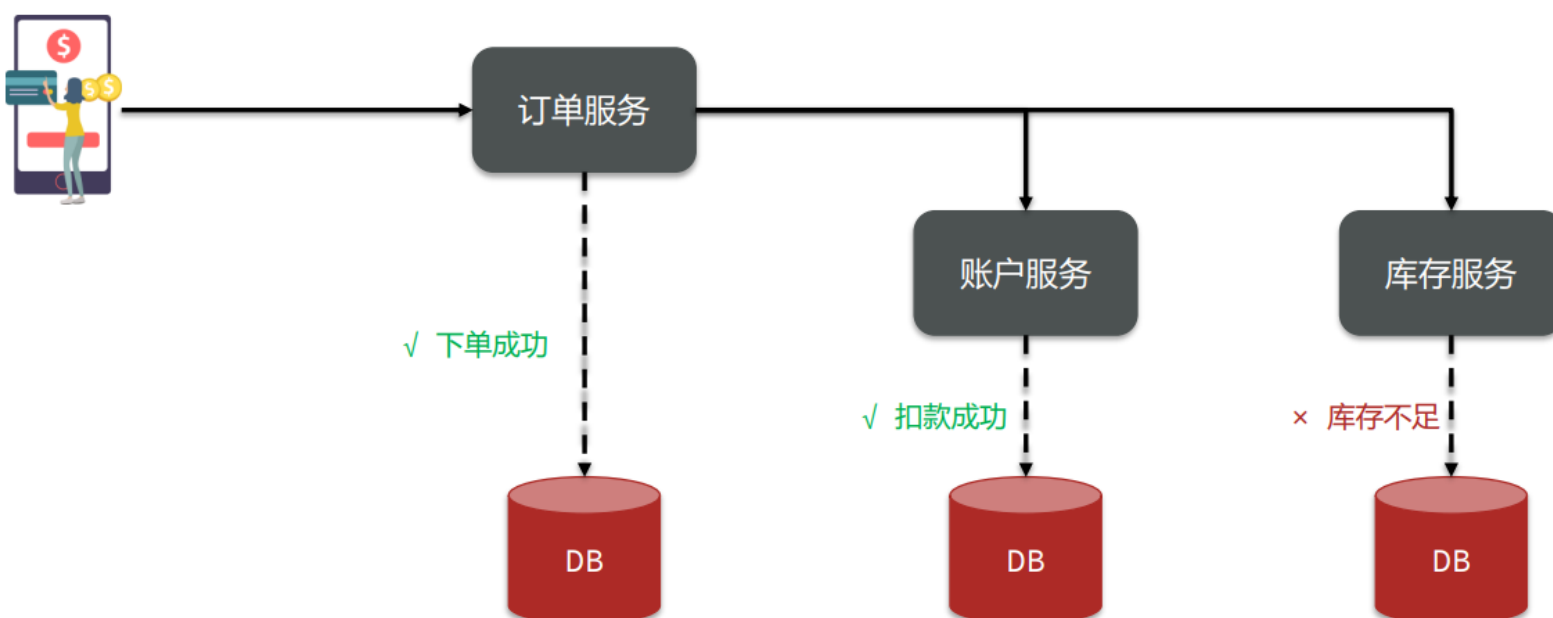 $
$
$
订单服务
账户服务
库存服务
√ 下单成功
√ 扣款成功
× 库存不足
DB
DB
DB